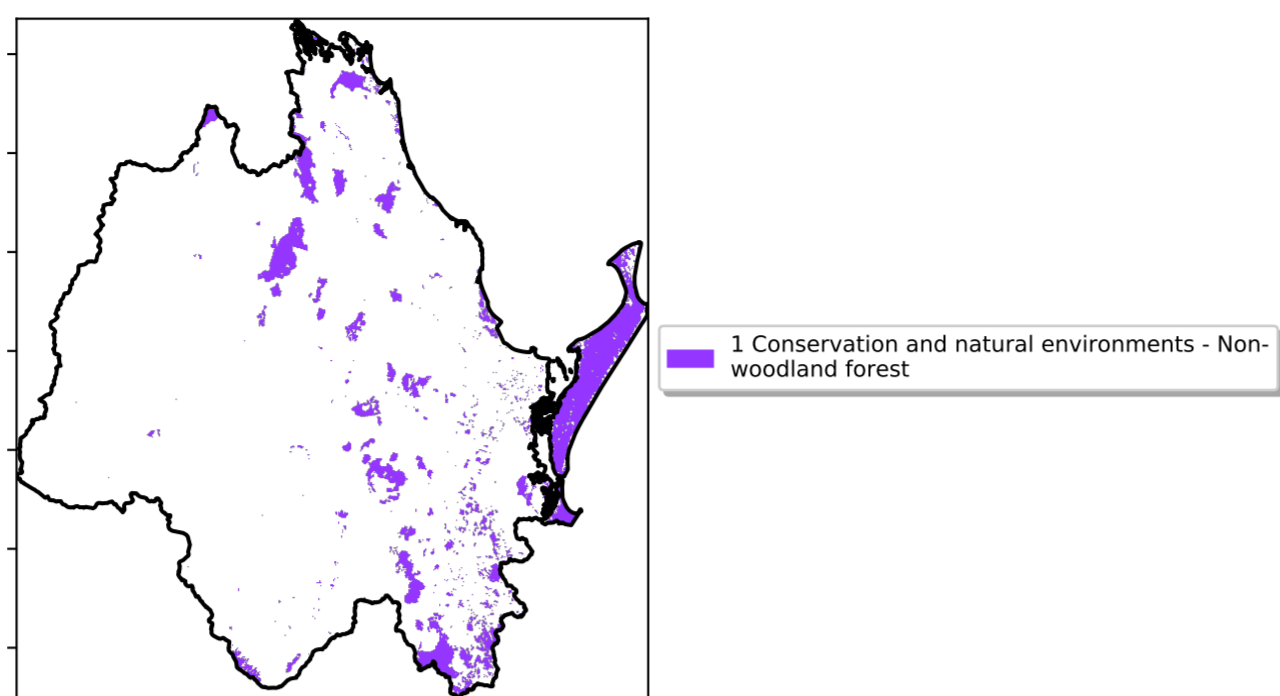 1 Conservation and natural environments - Non-
woodland forest